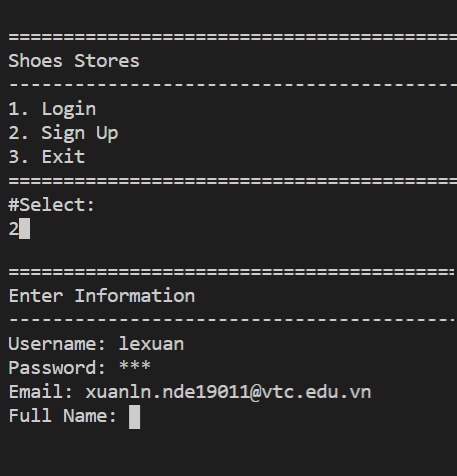 =========================================
Shoes Stores
-----------------------------------------
1. Login
2. Sign Up
3. Exit
=========================================
#Select:
2
=========================================
Enter Information
-----------------------------------------
Username: lexuan
Password: ***
Email: xuanln.nde19011@vtc.edu.vn
Full Name: